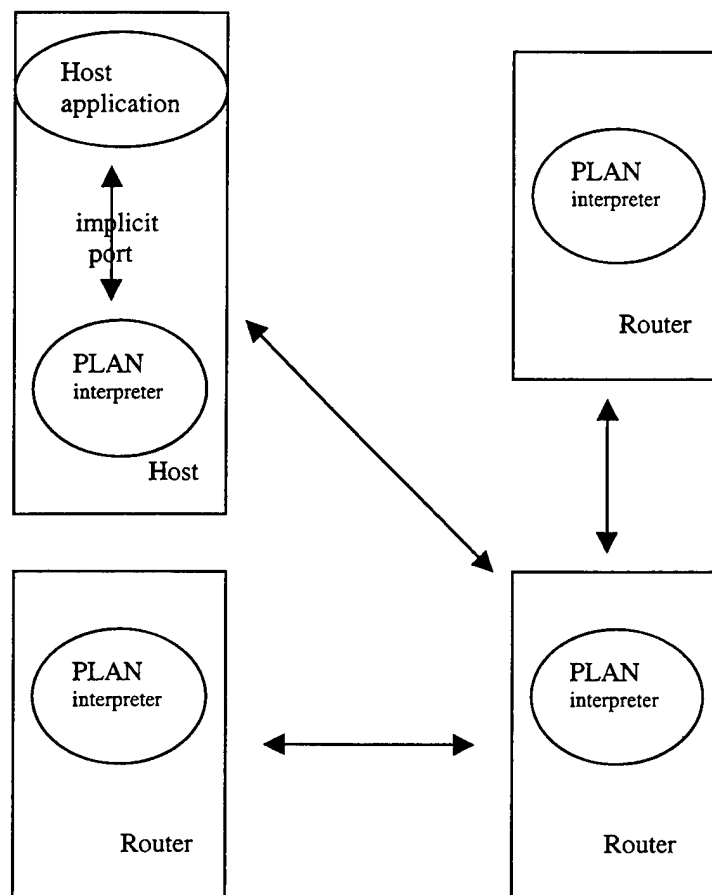 Host
application
implicit
port
PLAN
interpreter
Host
PLAN
interpreter
Router
PLAN
interpreter
Router
PLAN
interpreter
Router